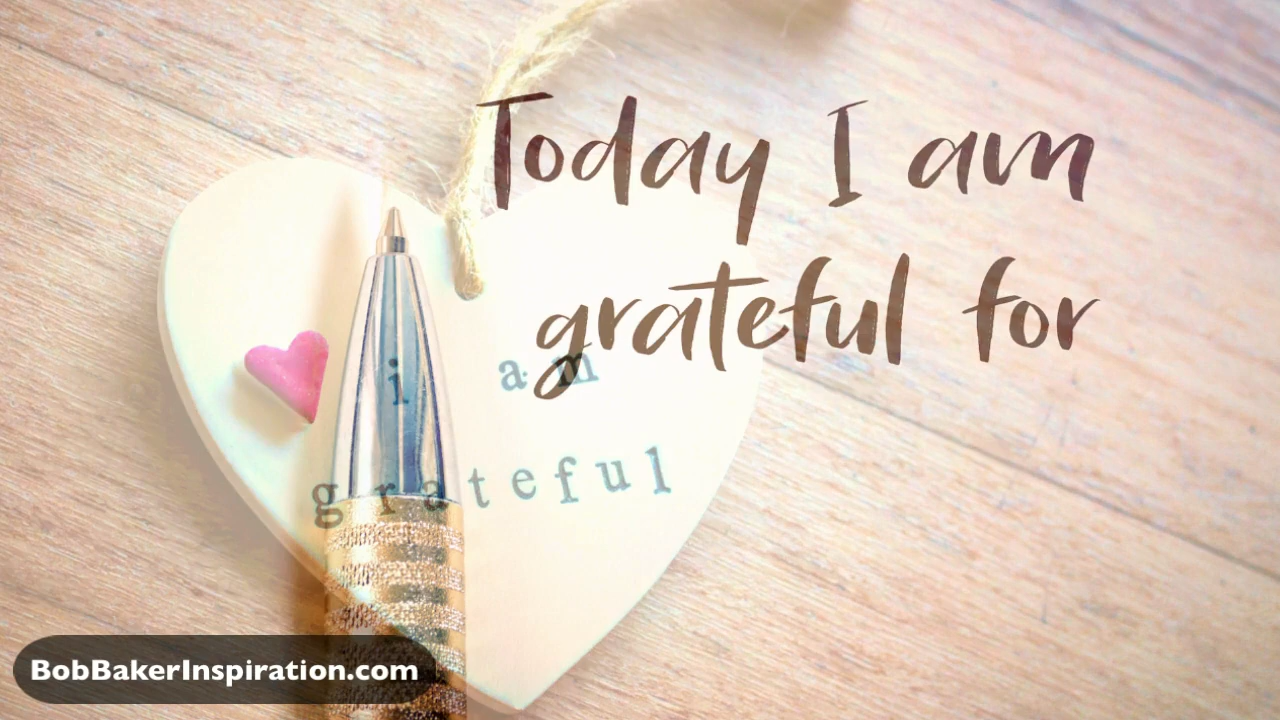 Today I am
grateful for
i am
grateful
BobBakerInspiration.com